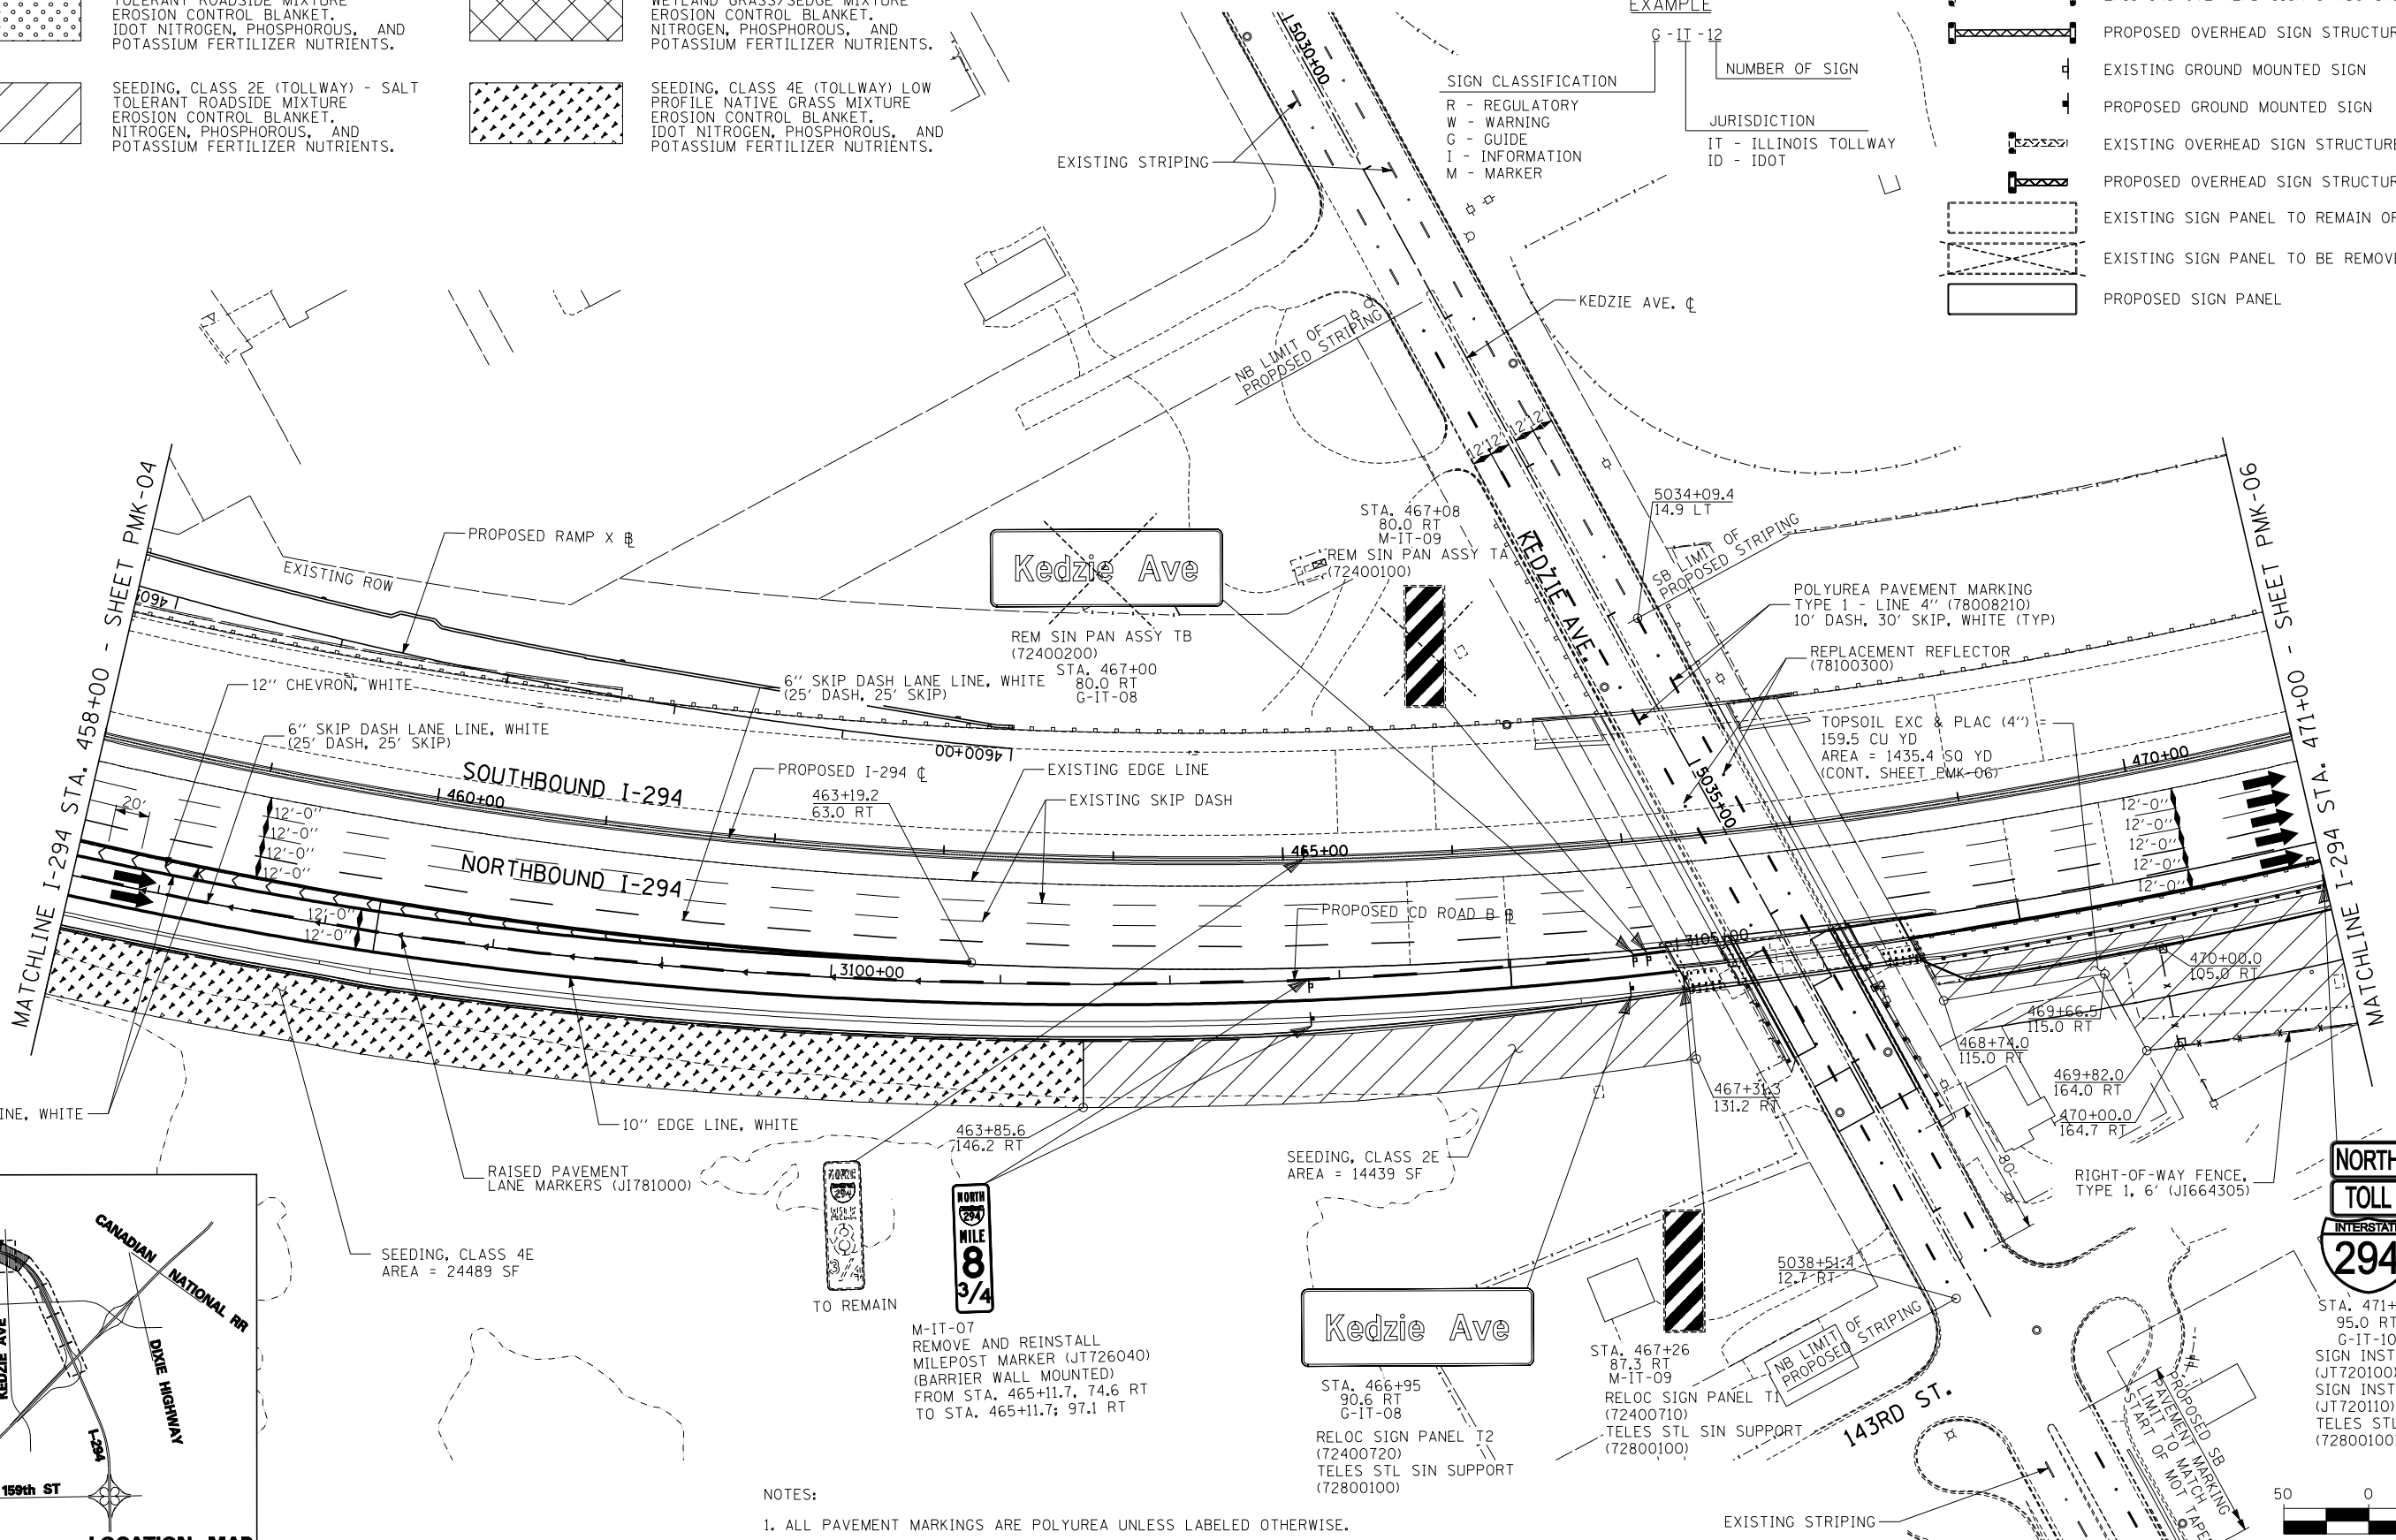 TOLERANT ROADSIDE MIXTURE
EROSION CONTROL BLANKET.
IDOT NITROGEN, PHOSPHOROUS, AND
POTASSIUM FERTILIZER NUTRIENTS.
WETLAND GRASS/SEDGE MIXTURE
EROSION CONTROL BLANKET.
NITROGEN, PHOSPHOROUS, AND
POTASSIUM FERTILIZER NUTRIENTS.
SEEDING, CLASS 2E (TOLLWAY) - SALT
TOLERANT ROADSIDE MIXTURE
EROSION CONTROL BLANKET.
NITROGEN, PHOSPHOROUS, AND
POTASSIUM FERTILIZER NUTRIENTS.
SEEDING, CLASS 4E (TOLLWAY) LOW
PROFILE NATIVE GRASS MIXTURE
EROSION CONTROL BLANKET.
IDOT NITROGEN, PHOSPHOROUS, AND
POTASSIUM FERTILIZER NUTRIENTS.
EXAMPLE
G -IT -12
SIGN CLASSIFICATION
R - REGULATORY
W - WARNING
G - GUIDE
I - INFORMATION
M - MARKER
NUMBER OF SIGN
JURISDICTION
IT - ILLINOIS TOLLWAY
ID - IDOT
PROPOSED OVERHEAD SIGN STRUCTUR
EXISTING GROUND MOUNTED SIGN
PROPOSED GROUND MOUNTED SIGN
EXISTING OVERHEAD SIGN STRUCTURE
PROPOSED OVERHEAD SIGN STRUCTUR
EXISTING SIGN PANEL TO REMAIN OR
EXISTING SIGN PANEL TO BE REMOVE
PROPOSED SIGN PANEL
5030+00
EXISTING STRIPING
KEDZIE AVE. ℄
NB LIMIT OF
PROPOSED STRIPING
12' 12' 12' 12'
5034+09.4
14.9 LT
SB LIMIT OF
PROPOSED STRIPING
KEDZIE AVE.
STA. 467+08
80.0 RT
M-IT-09
REM SIN PAN ASSY TA
(72400100)
Kedzie Ave
REM SIN PAN ASSY TB
(72400200)
STA. 467+00
80.0 RT
G-IT-08
POLYUREA PAVEMENT MARKING
TYPE 1 - LINE 4" (78008210)
10' DASH, 30' SKIP, WHITE (TYP)
REPLACEMENT REFLECTOR
(78100300)
TOPSOIL EXC & PLAC (4") =
159.5 CU YD
AREA = 1435.4 SQ YD
(CONT. SHEET PMK-06)
MATCHLINE I-294 STA. 458+00 - SHEET PMK-04
MATCHLINE I-294 STA. 471+00 - SHEET PMK-06
PROPOSED RAMP X BL
EXISTING ROW
12" CHEVRON, WHITE
6" SKIP DASH LANE LINE, WHITE
(25' DASH, 25' SKIP)
6" SKIP DASH LANE LINE, WHITE
(25' DASH, 25' SKIP)
4600+00
SOUTHBOUND I-294
460+00
PROPOSED I-294 ℄
EXISTING EDGE LINE
EXISTING SKIP DASH
463+19.2
63.0 RT
20'
12'-0"
12'-0"
12'-0"
12'-0"
NORTHBOUND I-294
465+00
5035+00
470+00
12'-0"
12'-0"
12'-0"
12'-0"
12'-0"
12'-0"
12'-0"
PROPOSED CD ROAD B BL
3100+00
3105+00
470+00.0
105.0 RT
469+66.5
115.0 RT
468+74.0
115.0 RT
469+82.0
164.0 RT
470+00.0
164.7 RT
467+31.3
131.2 RT
80'
INE, WHITE
10" EDGE LINE, WHITE
RAISED PAVEMENT
LANE MARKERS (JI781000)
463+85.6
146.2 RT
SEEDING, CLASS 2E
AREA = 14439 SF
SEEDING, CLASS 4E
AREA = 24489 SF
294
3/4
TO REMAIN
NORTH
294
MILE
8
3/4
M-IT-07
REMOVE AND REINSTALL
MILEPOST MARKER (JT726040)
(BARRIER WALL MOUNTED)
FROM STA. 465+11.7, 74.6 RT
TO STA. 465+11.7; 97.1 RT
Kedzie Ave
STA. 466+95
90.6 RT
G-IT-08
RELOC SIGN PANEL T2
(72400720)
TELES STL SIN SUPPORT
(72800100)
STA. 467+26
87.3 RT
M-IT-09
RELOC SIGN PANEL T1
(72400710)
TELES STL SIN SUPPORT
(72800100)
5038+51.4
12.7 RT
NB LIMIT OF
PROPOSED STRIPING
143RD ST.
RIGHT-OF-WAY FENCE,
TYPE 1, 6' (JI664305)
NORTH
TOLL
INTERSTATE
294
STA. 471+
95.0 RT
G-IT-10
SIGN INST
(JT720100)
SIGN INST
(JT720110)
TELES STL
(72800100)
PROPOSED SB
PAVEMENT MARKING
LIMIT TO MATCH
START OF MOT TAPE
EXISTING STRIPING
50 0
CANADIAN NATIONAL RR
KEDZIE AVE
DIXIE HIGHWAY
I-294
159th ST
LOCATION MAP
NOTES:
1. ALL PAVEMENT MARKINGS ARE POLYUREA UNLESS LABELED OTHERWISE.